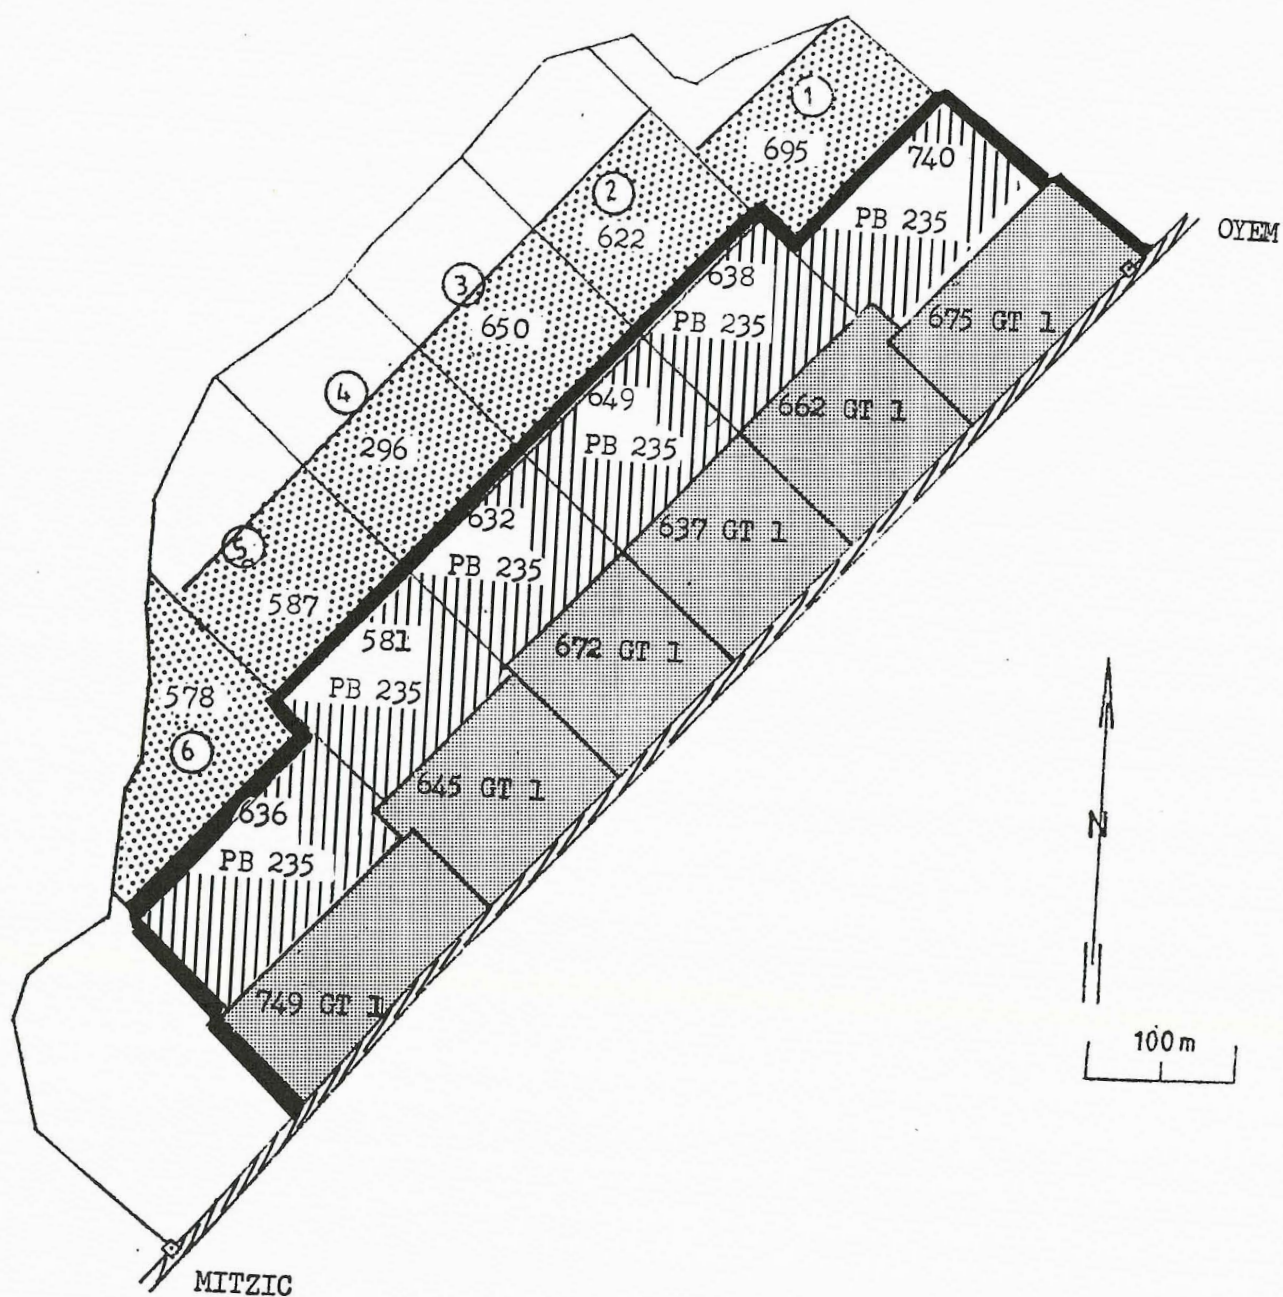 1
695
740
PB 235
OYEM
2
622
638
PB 235
675 GT 1
3
650
649
PB 235
662 GT 1
4
296
632
PB 235
637 GT 1
5
587
581
PB 235
672 GT 1
578
6
636
PB 235
645 GT 1
749 GT 1
N
100 m
MITZIC